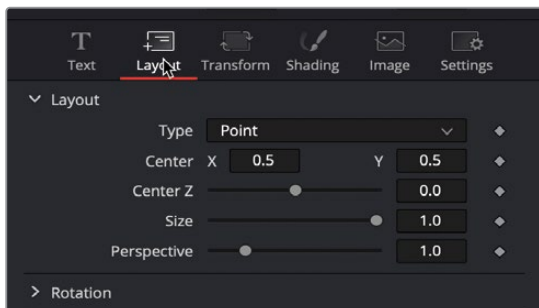 Text Layout Transform Shading Image Settings
Layout
Type Point
Center X 0.5 Y 0.5
Center Z 0.0
Size 1.0
Perspective 1.0
Rotation